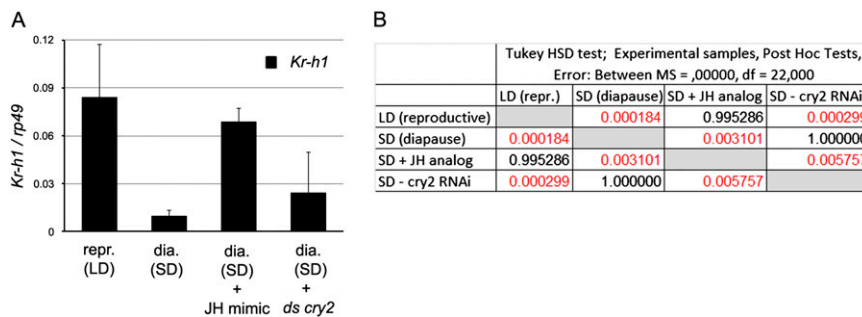 A
0.12
0.09
0.06
0.03
0
Kr-h1 / rp49
Kr-h1
repr.
(LD)
dia.
(SD)
dia.
(SD)
+
JH mimic
dia.
(SD)
+
ds cry2
B
Tukey HSD test; Experimental samples, Post Hoc Tests,
Error: Between MS = ,00000, df = 22,000
LD (repr.) SD (diapause) SD + JH analog SD - cry2 RNAi
LD (reproductive) 0.000184 0.995286 0.000299
SD (diapause) 0.000184 0.003101 1.000000
SD + JH analog 0.995286 0.003101 0.005757
SD - cry2 RNAi 0.000299 1.000000 0.005757